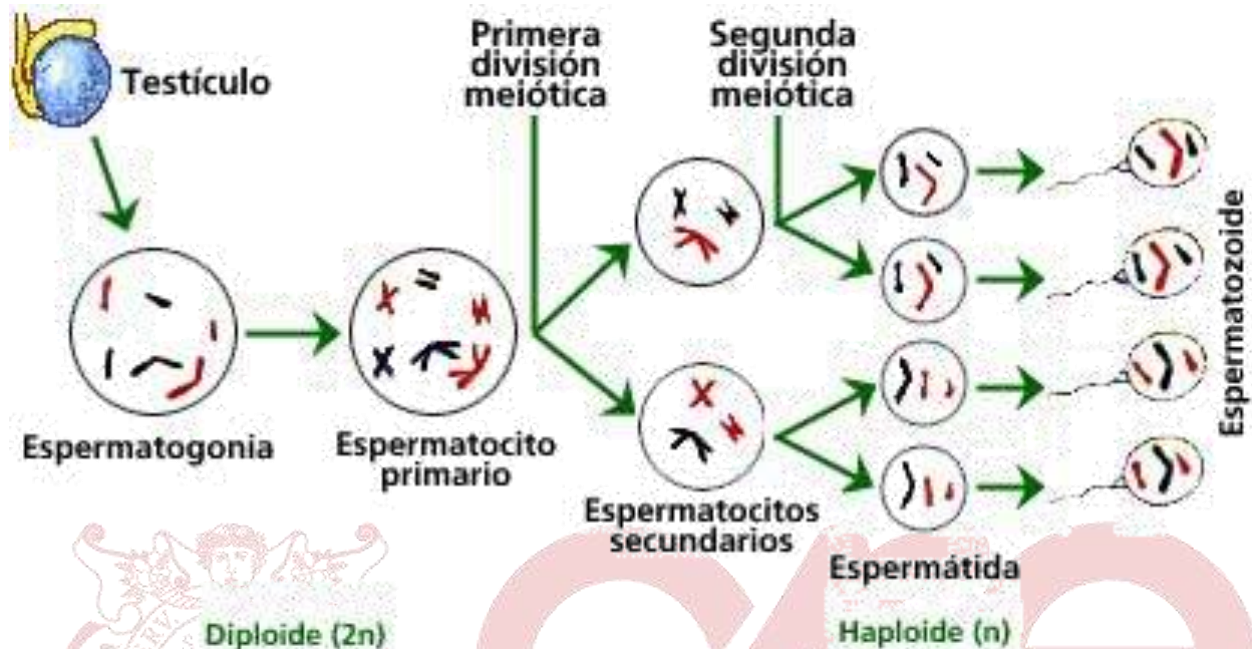 Testículo
Primera
división
meiótica
Segunda
división
meiótica
Espermatogonia
Espermatocito
primario
Espermatocitos
secundarios
Espermátida
Espermatozoide
Diploide (2n)
Haploide (n)